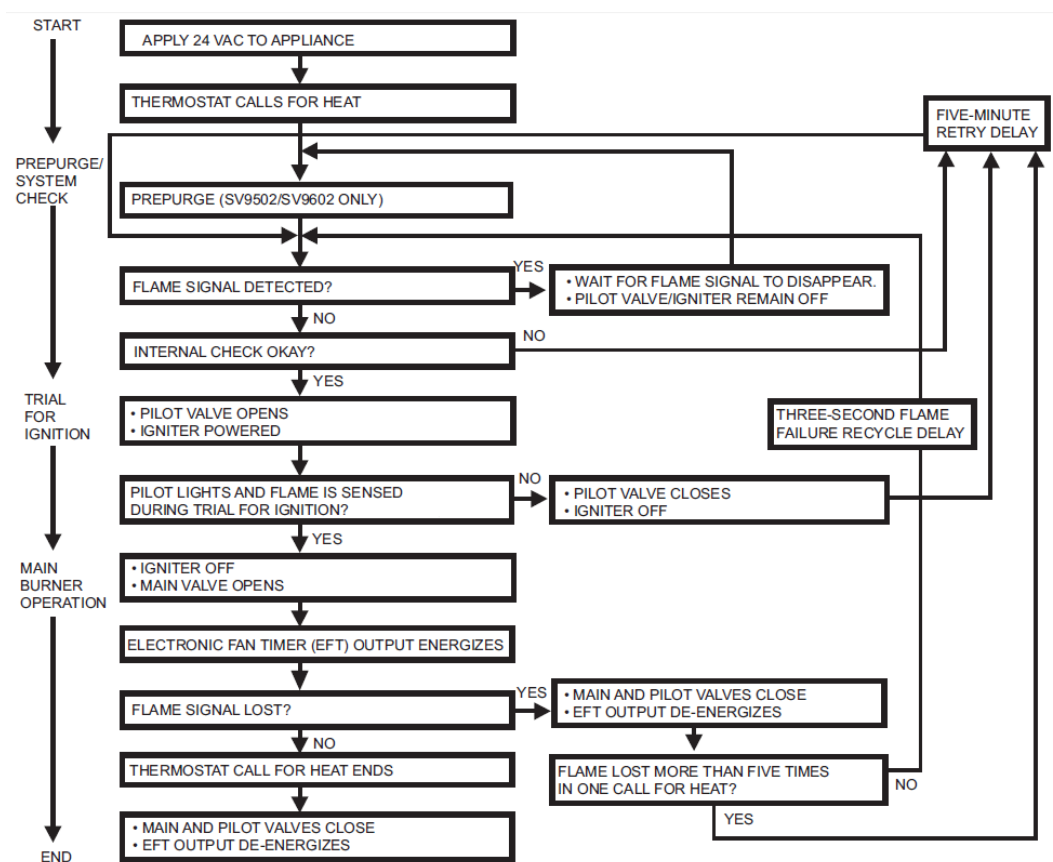 START
APPLY 24 VAC TO APPLIANCE
THERMOSTAT CALLS FOR HEAT
FIVE-MINUTE
RETRY DELAY
PREPURGE/
SYSTEM
CHECK
PREPURGE (SV9502/SV9602 ONLY)
FLAME SIGNAL DETECTED?
YES
• WAIT FOR FLAME SIGNAL TO DISAPPEAR.
• PILOT VALVE/IGNITER REMAIN OFF
NO
INTERNAL CHECK OKAY?
NO
YES
TRIAL
FOR
IGNITION
• PILOT VALVE OPENS
• IGNITER POWERED
THREE-SECOND FLAME
FAILURE RECYCLE DELAY
PILOT LIGHTS AND FLAME IS SENSED
DURING TRIAL FOR IGNITION?
NO
• PILOT VALVE CLOSES
• IGNITER OFF
YES
MAIN
BURNER
OPERATION
• IGNITER OFF
• MAIN VALVE OPENS
ELECTRONIC FAN TIMER (EFT) OUTPUT ENERGIZES
FLAME SIGNAL LOST?
YES
• MAIN AND PILOT VALVES CLOSE
• EFT OUTPUT DE-ENERGIZES
NO
THERMOSTAT CALL FOR HEAT ENDS
FLAME LOST MORE THAN FIVE TIMES
IN ONE CALL FOR HEAT?
NO
YES
• MAIN AND PILOT VALVES CLOSE
• EFT OUTPUT DE-ENERGIZES
END